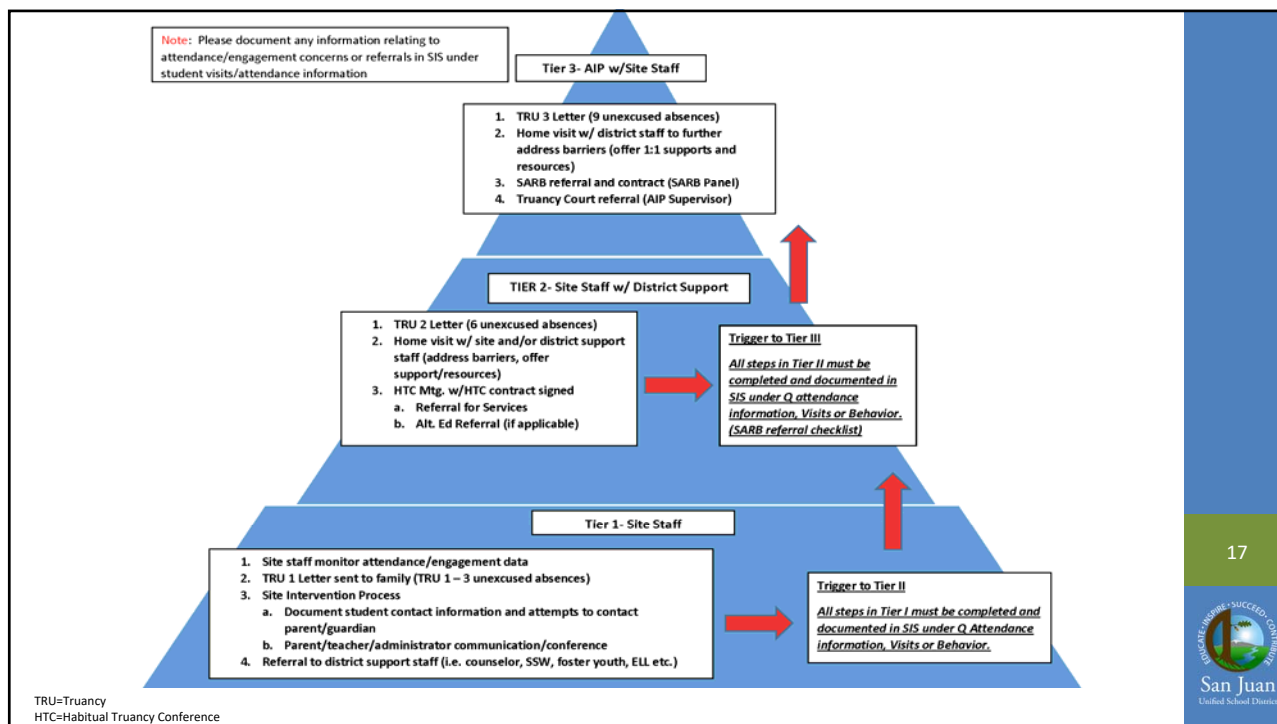 Note: Please document any information relating to
attendance/engagement concerns or referrals in SIS under
student visits/attendance information
Tier 3- AIP w/Site Staff
1. TRU 3 Letter (9 unexcused absences)
2. Home visit w/ district staff to further
address barriers (offer 1:1 supports and
resources)
3. SARB referral and contract (SARB Panel)
4. Truancy Court referral (AIP Supervisor)
TIER 2- Site Staff w/ District Support
1. TRU 2 Letter (6 unexcused absences)
2. Home visit w/ site and/or district support
staff (address barriers, offer
support/resources)
3. HTC Mtg. w/HTC contract signed
a. Referral for Services
b. Alt. Ed Referral (if applicable)
Trigger to Tier III
All steps in Tier II must be
completed and documented in
SIS under Q attendance
information, Visits or Behavior.
(SARB referral checklist)
Tier 1- Site Staff
1. Site staff monitor attendance/engagement data
2. TRU 1 Letter sent to family (TRU 1 – 3 unexcused absences)
3. Site Intervention Process
a. Document student contact information and attempts to contact
parent/guardian
b. Parent/teacher/administrator communication/conference
4. Referral to district support staff (i.e. counselor, SSW, foster youth, ELL etc.)
Trigger to Tier II
All steps in Tier I must be completed and
documented in SIS under Q Attendance
information, Visits or Behavior.
17
EDUCATE•INSPIRE•SUCCEED•CONTRIBUTE
San Juan
Unified School District
TRU=Truancy
HTC=Habitual Truancy Conference